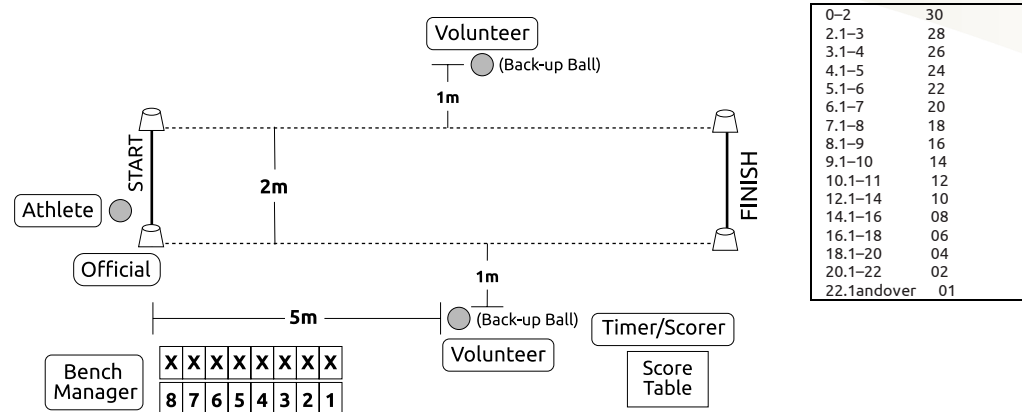 Volunteer
(Back-up Ball)
1m
START
2m
FINISH
Athlete
Official
1m
5m
(Back-up Ball)
Volunteer
Timer/Scorer
Bench
Manager
X X X X X X X X
8 7 6 5 4 3 2 1
Score
Table
0–2 30
2.1–3 28
3.1–4 26
4.1–5 24
5.1–6 22
6.1–7 20
7.1–8 18
8.1–9 16
9.1–10 14
10.1–11 12
12.1–14 10
14.1–16 08
16.1–18 06
18.1–20 04
20.1–22 02
22.1andover 01